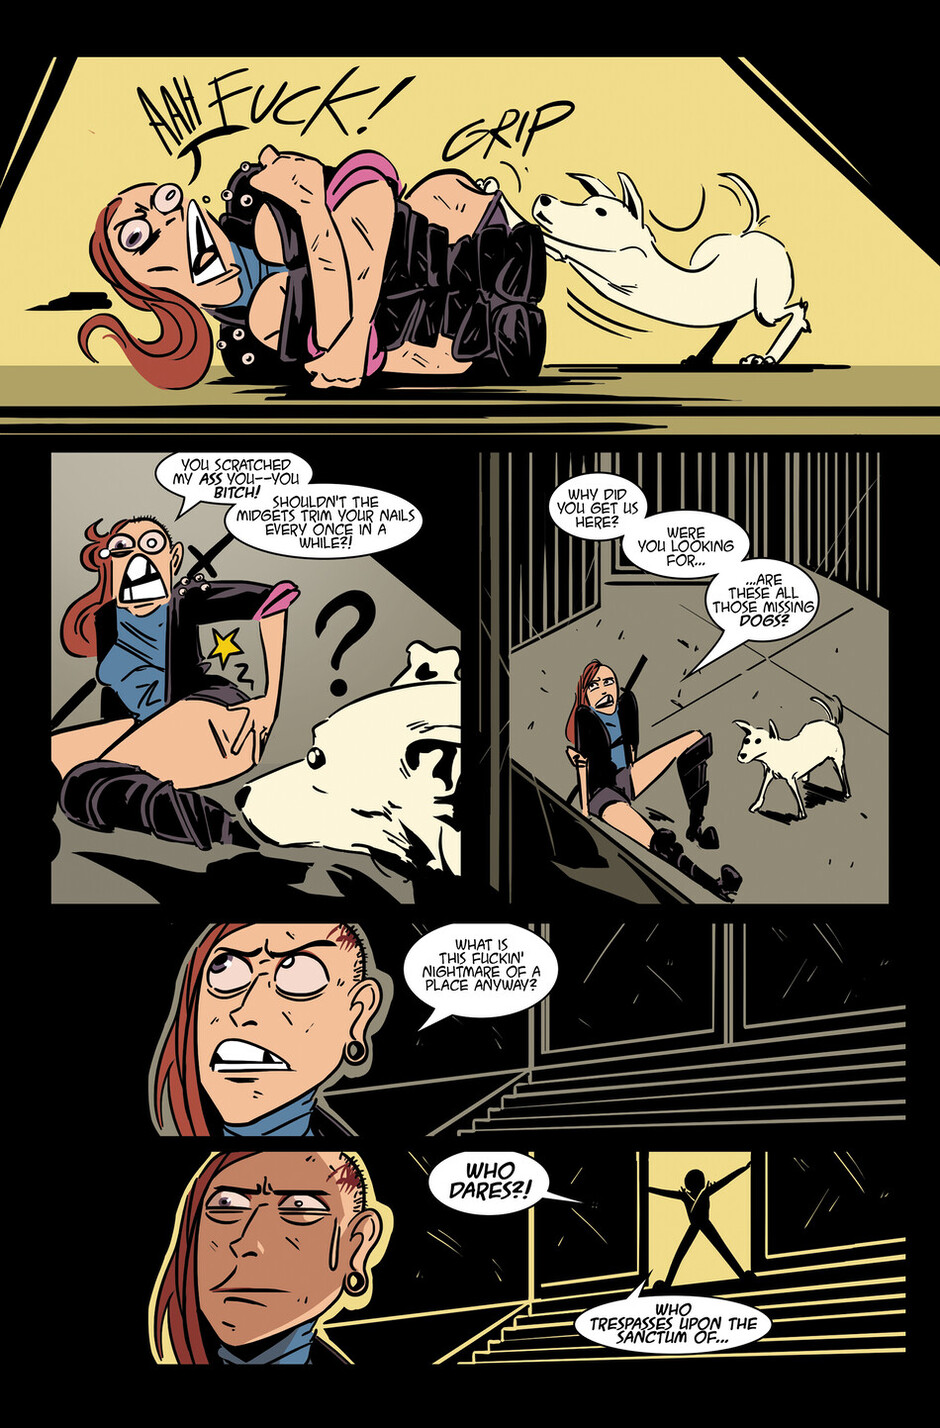 AAH FUCK!
GRIP
YOU SCRATCHED
MY ASS YOU--YOU
BITCH!
SHOULDN'T THE
MIDGETS TRIM YOUR NAILS
EVERY ONCE IN A
WHILE?!
?
WHY DID
YOU GET US
HERE?
WERE
YOU LOOKING
FOR...
...ARE
THESE ALL
THOSE MISSING
DOGS?
WHAT IS
THIS FUCKIN'
NIGHTMARE OF A
PLACE ANYWAY?
WHO
DARES?!
WHO
TRESPASSES UPON THE
SANCTUM OF...